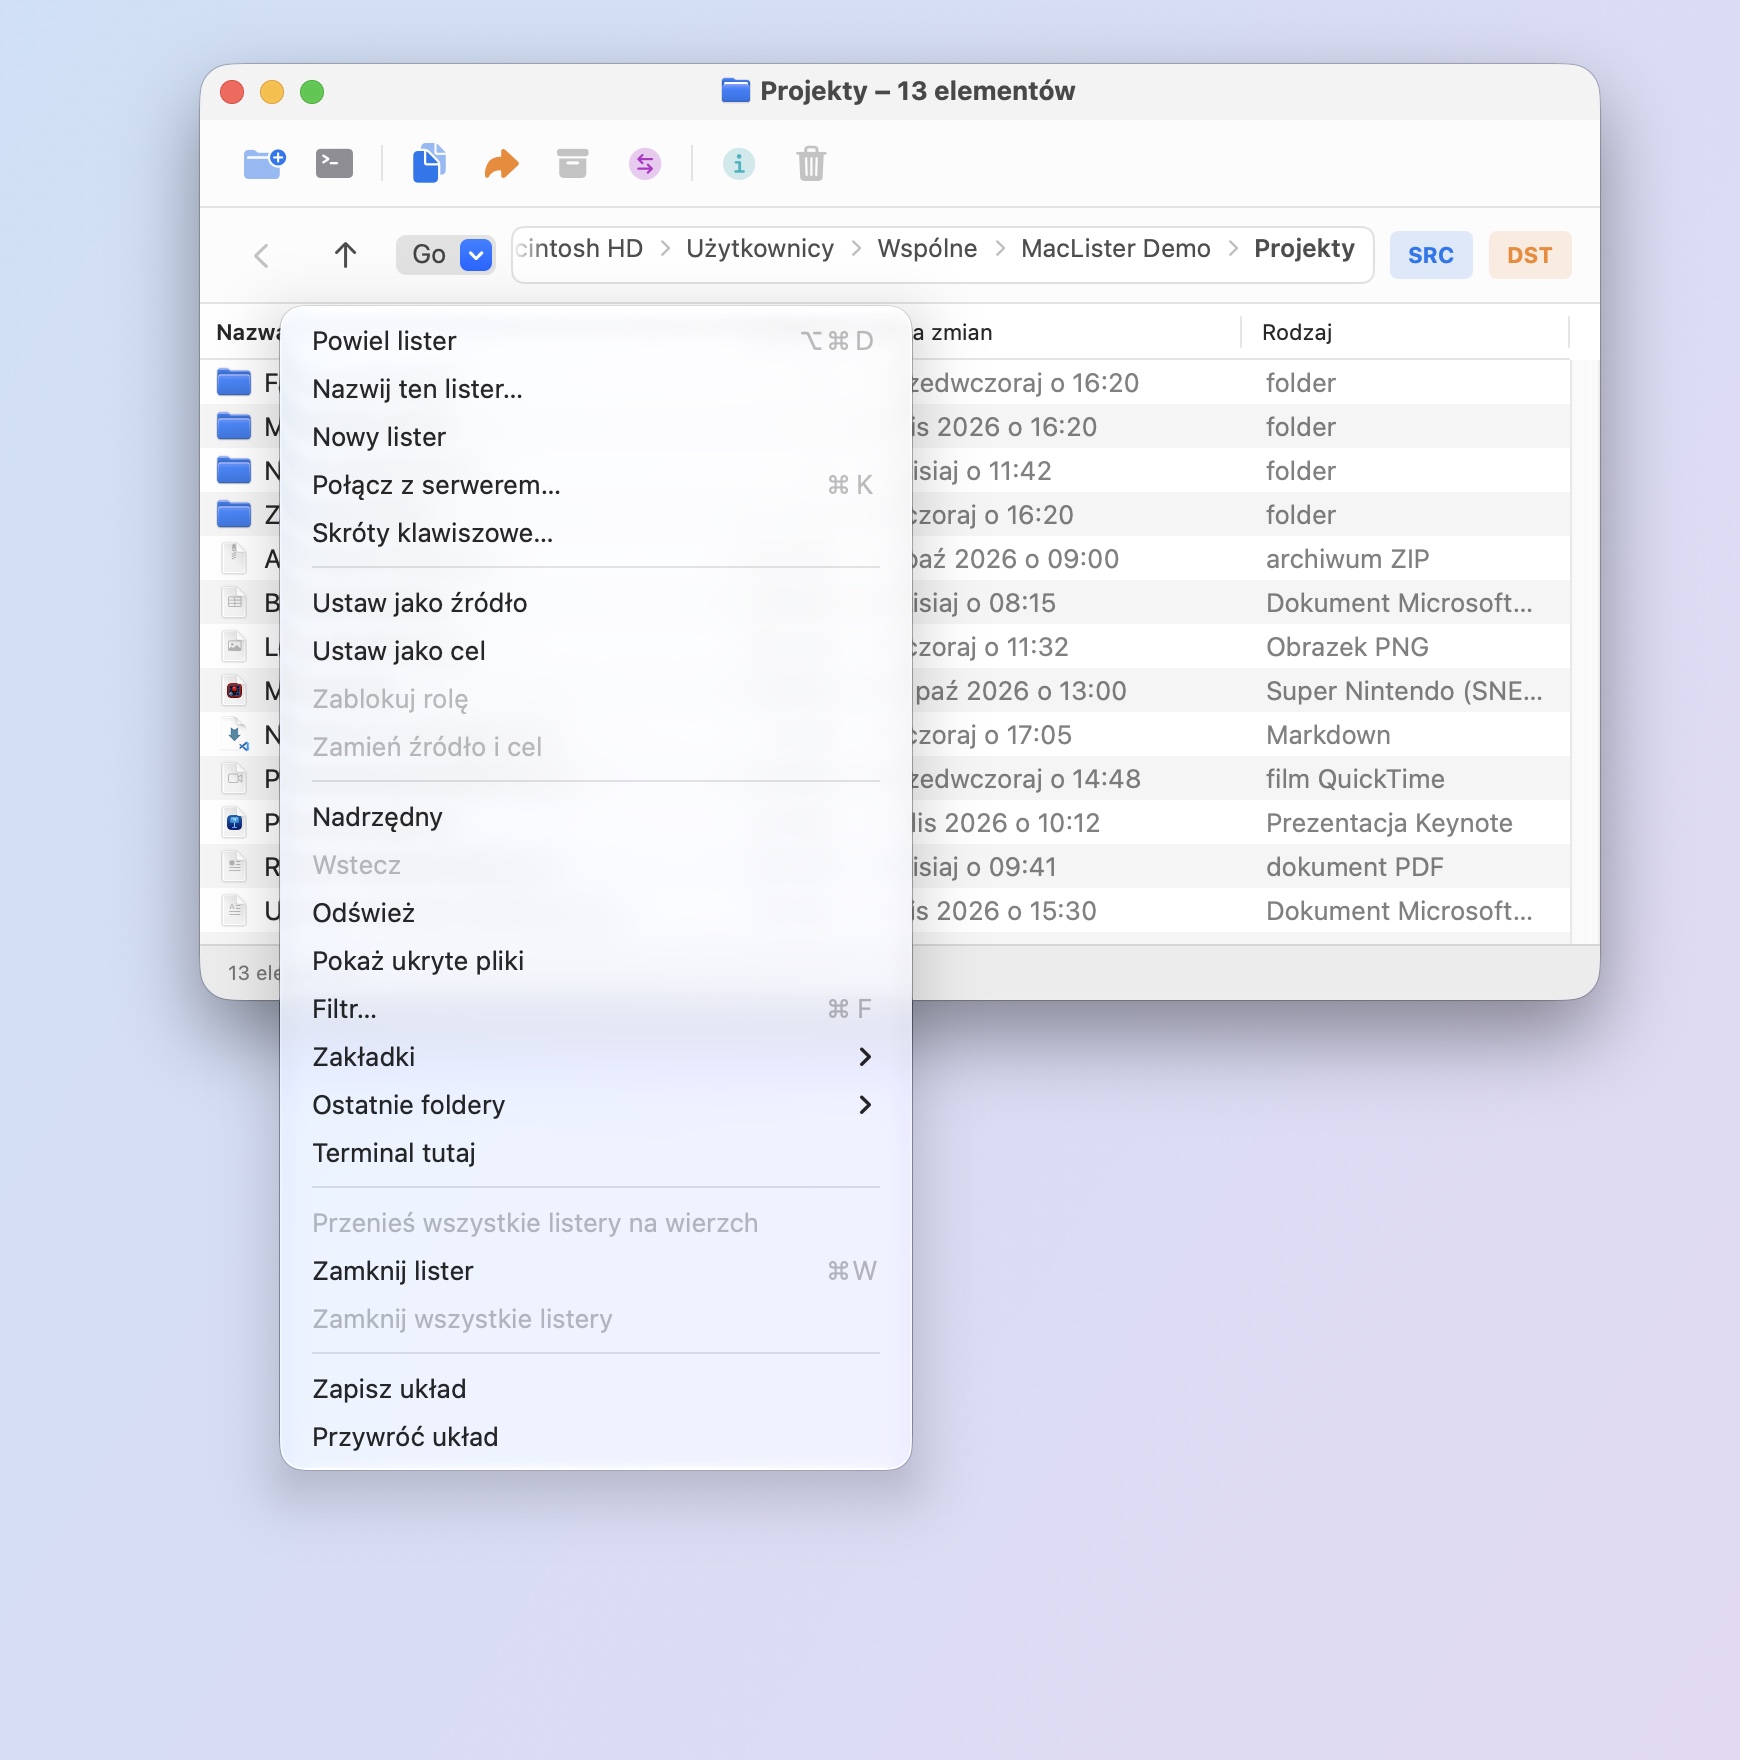 Projekty – 13 elementów
Go
cintosh HD Użytkownicy Wspólne MacLister Demo Projekty
SRC
DST
Nazwa
a zmian
Rodzaj
Powiel lister ⌥⌘D
Nazwij ten lister...
Nowy lister
Połącz z serwerem... ⌘K
Skróty klawiszowe...
Ustaw jako źródło
Ustaw jako cel
Zablokuj rolę
Zamień źródło i cel
Nadrzędny
Wstecz
Odśwież
Pokaż ukryte pliki
Filtr... ⌘F
Zakładki
Ostatnie foldery
Terminal tutaj
Przenieś wszystkie listery na wierzch
Zamknij lister ⌘W
Zamknij wszystkie listery
Zapisz układ
Przywróć układ
zedwczoraj o 16:20 folder
is 2026 o 16:20 folder
isiaj o 11:42 folder
czoraj o 16:20 folder
paź 2026 o 09:00 archiwum ZIP
isiaj o 08:15 Dokument Microsoft...
czoraj o 11:32 Obrazek PNG
paź 2026 o 13:00 Super Nintendo (SNE...
czoraj o 17:05 Markdown
zedwczoraj o 14:48 film QuickTime
lis 2026 o 10:12 Prezentacja Keynote
isiaj o 09:41 dokument PDF
is 2026 o 15:30 Dokument Microsoft...
13 ele